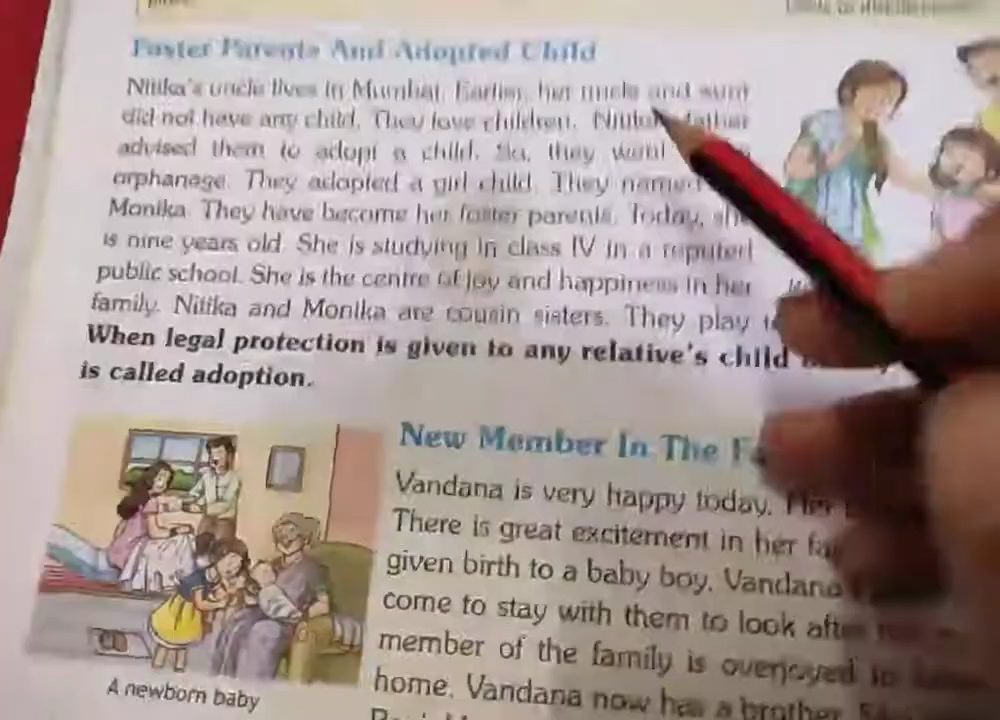 Foster Parents And Adopted Child
Nitika's uncle lives in Mumbai. Earlier, her uncle and aunt
did not have any child. They love children. Nitika's father
advised them to adopt a child. So, they went
orphanage. They adopted a girl child. They named
Monika. They have become her foster parents. Today, she
is nine years old. She is studying in class IV in a reputed
public school. She is the centre of joy and happiness in her
family. Nitika and Monika are cousin sisters. They play
When legal protection is given to any relative's child
is called adoption.
New Member In The
Vandana is very happy today. Her
There is great excitement in her
given birth to a baby boy. Vandana
come to stay with them to look after
member of the family is overjoyed to
home. Vandana now has a brother.
A newborn baby